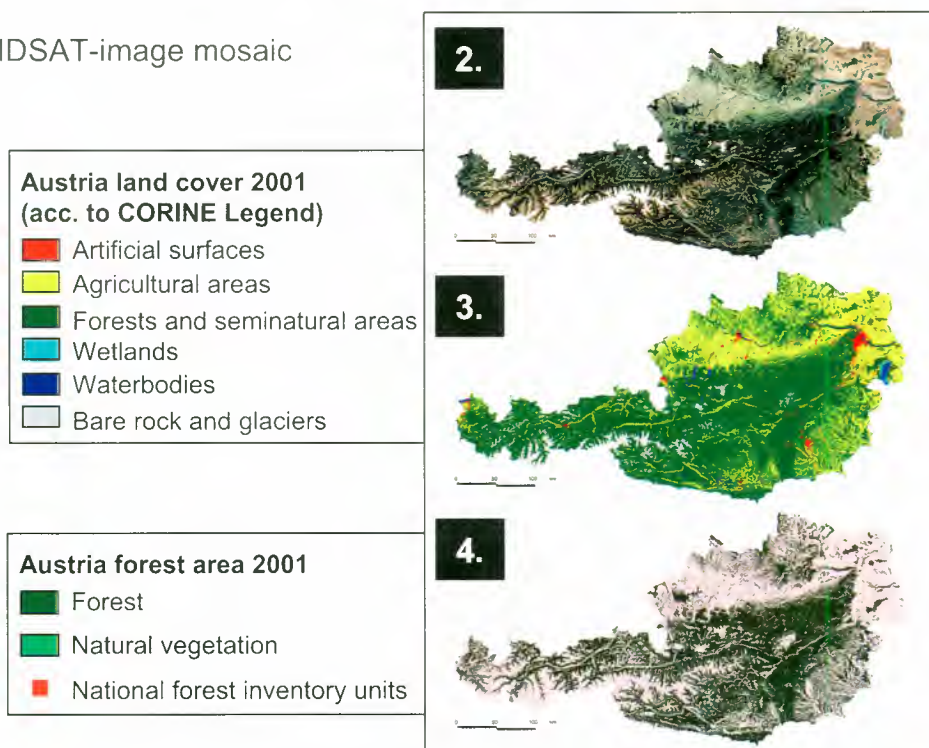 IDSAT-image mosaic
2.
Austria land cover 2001
(acc. to CORINE Legend)
Artificial surfaces
Agricultural areas
Forests and seminatural areas
Wetlands
Waterbodies
Bare rock and glaciers
3.
Austria forest area 2001
Forest
Natural vegetation
National forest inventory units
4.